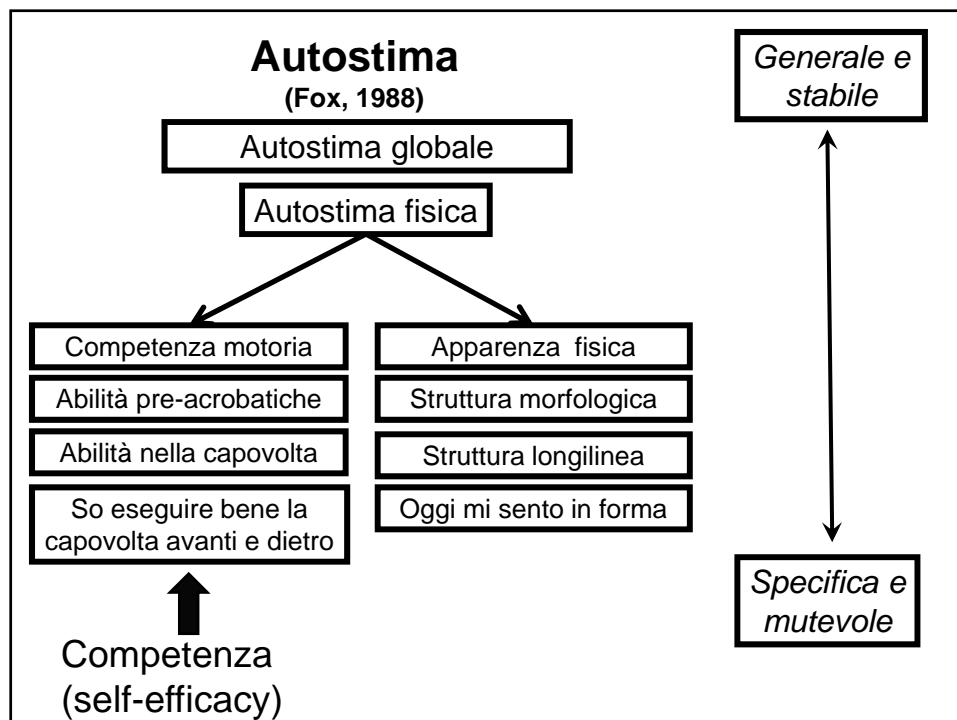 Autostima
(Fox, 1988)
Autostima globale
Autostima fisica
Competenza motoria
Abilità pre-acrobatiche
Abilità nella capovolta
So eseguire bene la
capovolta avanti e dietro
Competenza
(self-efficacy)
Apparenza fisica
Struttura morfologica
Struttura longilinea
Oggi mi sento in forma
Generale e
stabile
Specifica e
mutevole